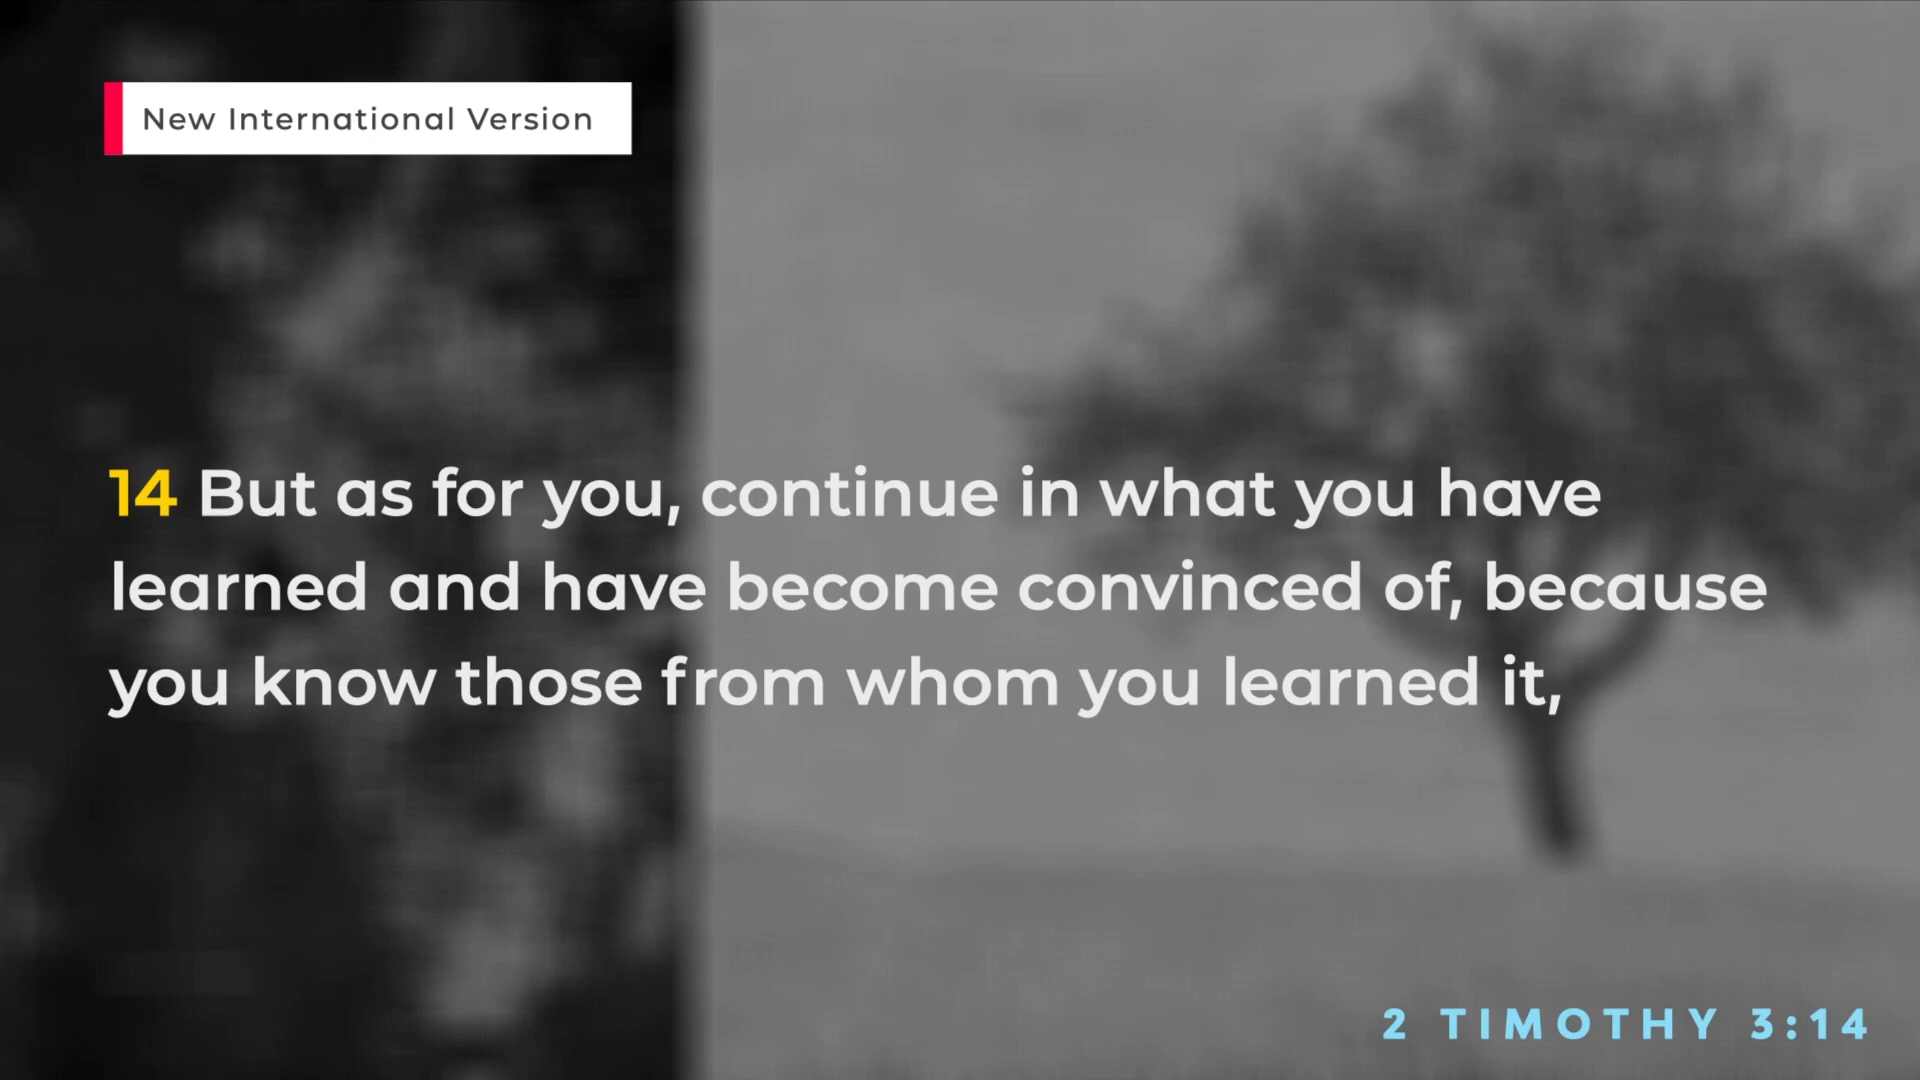 New International Version
14 But as for you, continue in what you have
learned and have become convinced of, because
you know those from whom you learned it,
2 TIMOTHY 3:14